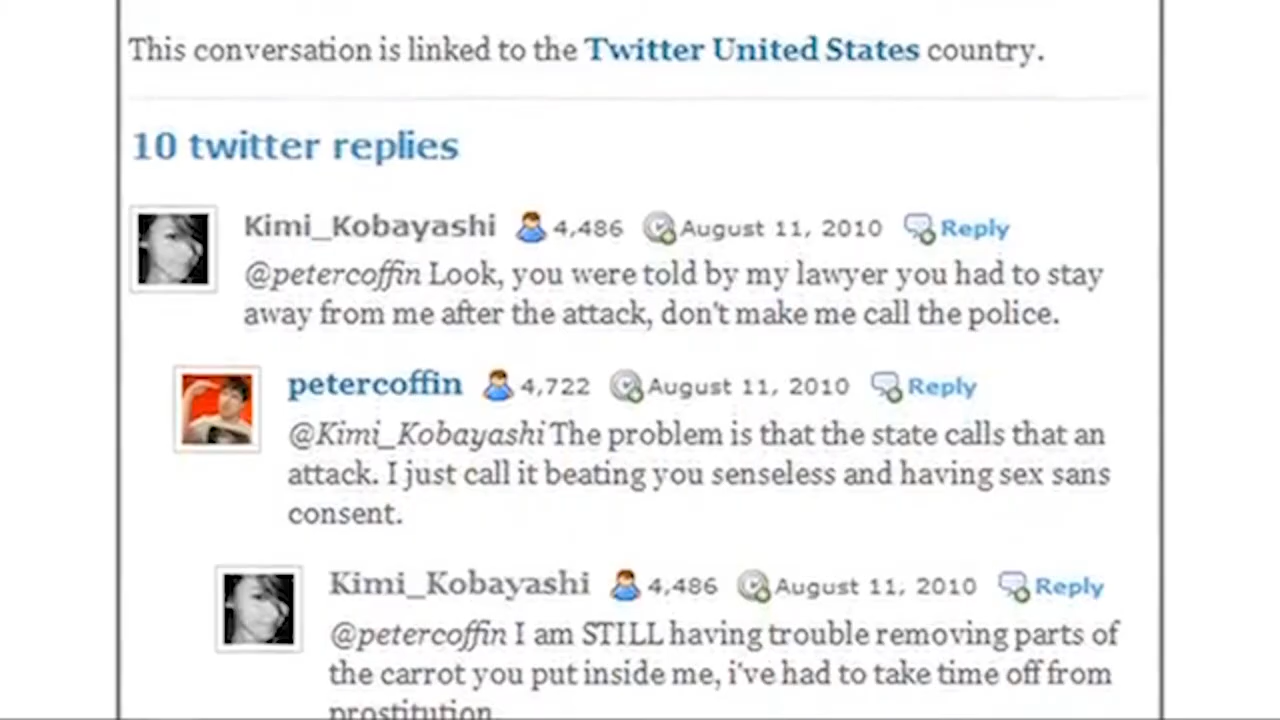 This conversation is linked to the Twitter United States country.
10 twitter replies
Kimi_Kobayashi 4,486 August 11, 2010 Reply
@petercoffin Look, you were told by my lawyer you had to stay
away from me after the attack, don't make me call the police.
petercoffin 4,722 August 11, 2010 Reply
@Kimi_Kobayashi The problem is that the state calls that an
attack. I just call it beating you senseless and having sex sans
consent.
Kimi_Kobayashi 4,486 August 11, 2010 Reply
@petercoffin I am STILL having trouble removing parts of
the carrot you put inside me, i've had to take time off from
prostitution.